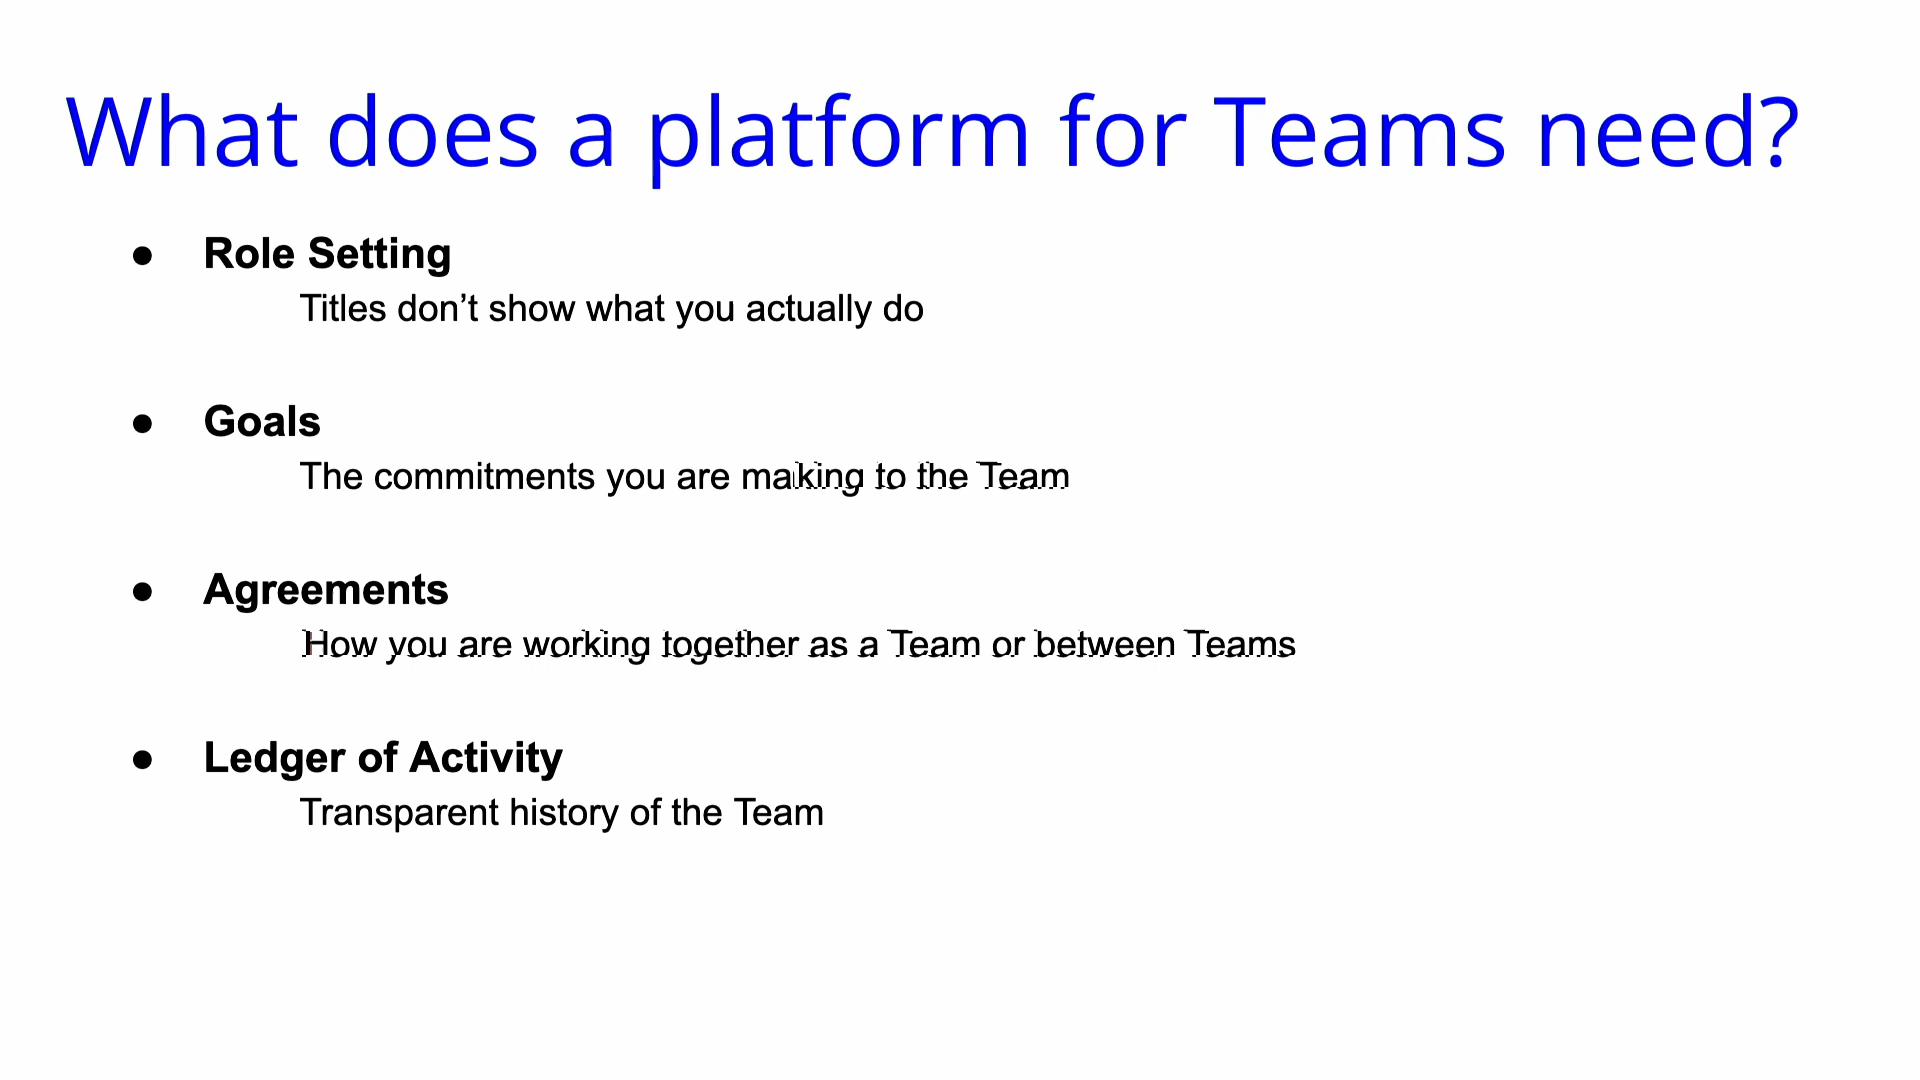 What does a platform for Teams need?
● Role Setting
Titles don’t show what you actually do
● Goals
The commitments you are making to the Team
● Agreements
How you are working together as a Team or between Teams
● Ledger of Activity
Transparent history of the Team